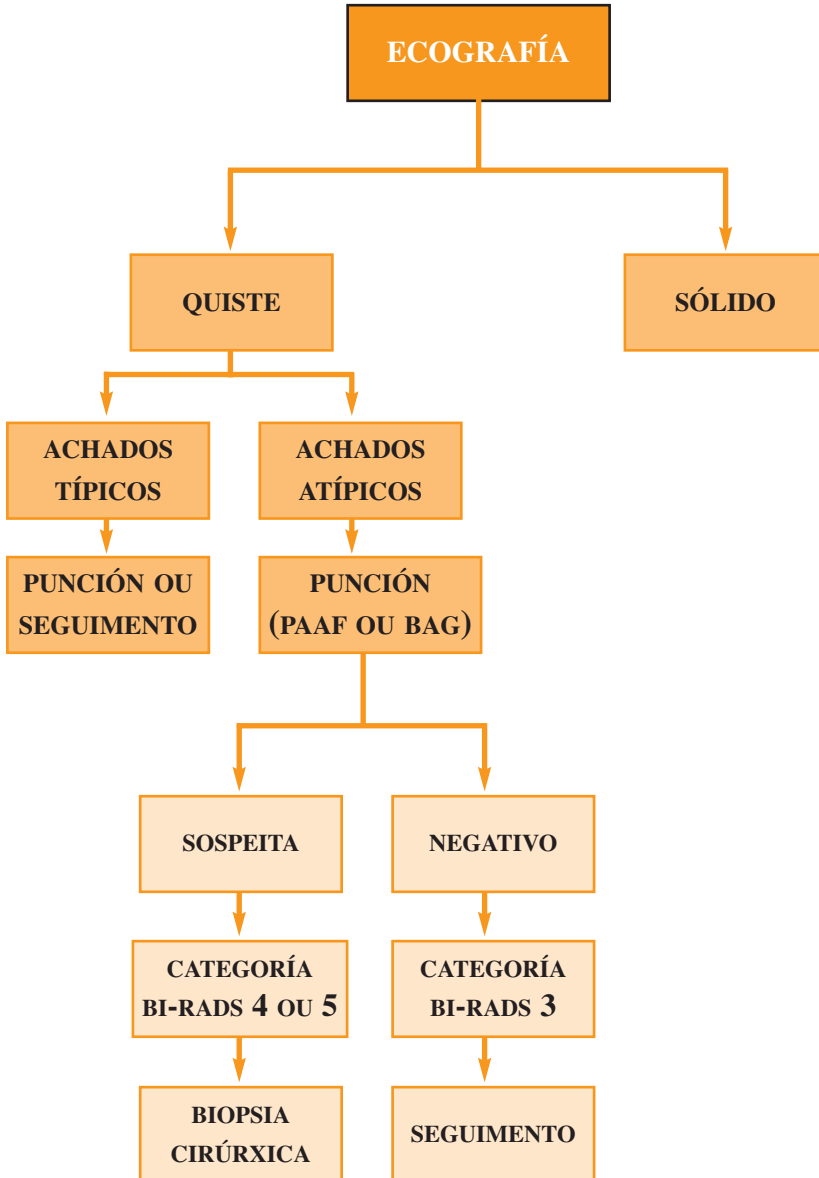 ECOGRAFÍA
QUISTE
SÓLIDO
ACHADOS
TÍPICOS
ACHADOS
ATÍPICOS
PUNCIÓN OU
SEGUIMENTO
PUNCIÓN
(PAAF OU BAG)
SOSPEITA
NEGATIVO
CATEGORÍA
BI-RADS 4 OU 5
CATEGORÍA
BI-RADS 3
BIOPSIA
CIRÚRXICA
SEGUIMENTO